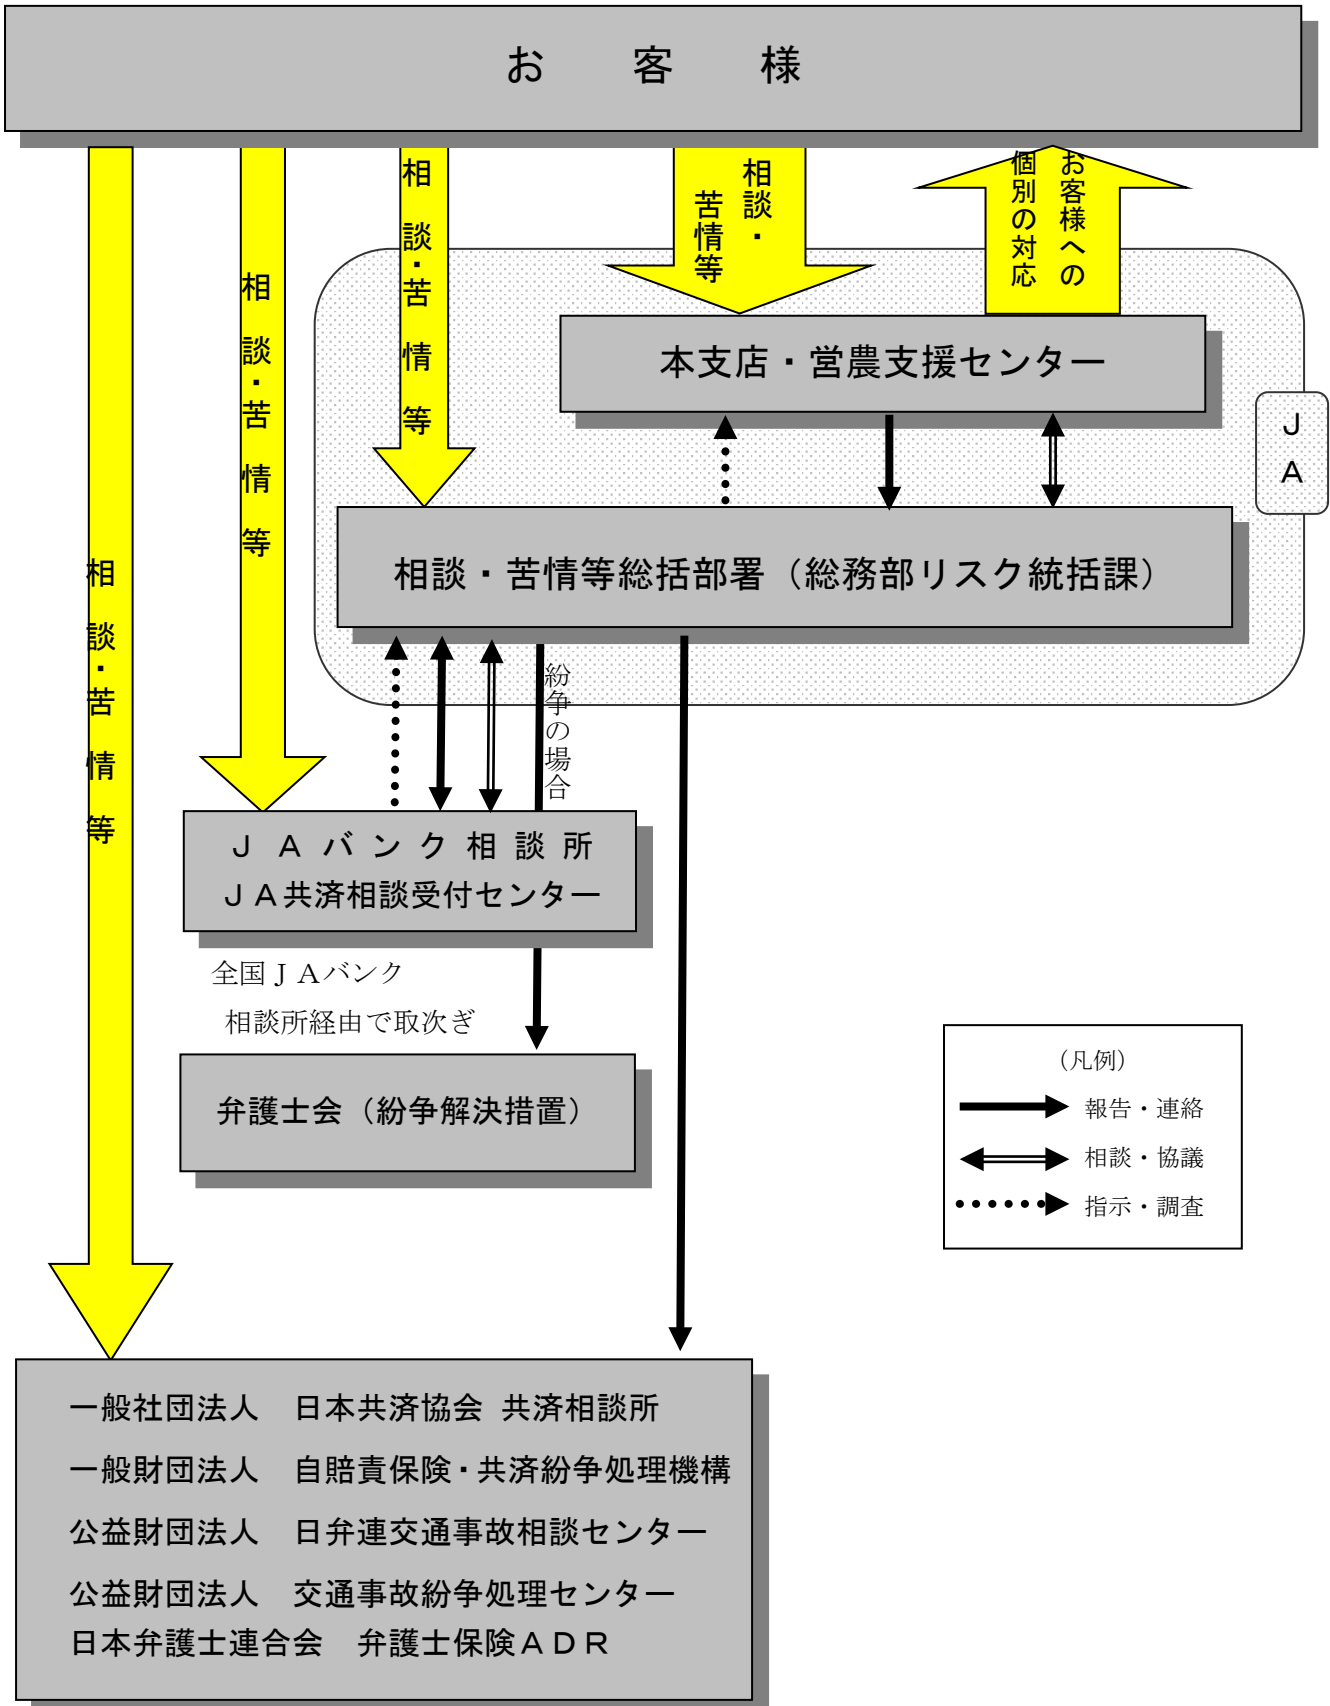 お　客　様
相談・苦情等
相談・苦情等
相談・苦情等
相談・
苦情等
お客様への
個別の対応
本支店・営農支援センター
ＪＡ
相談・苦情等総括部署（総務部リスク統括課）
紛争の場合
ＪＡバンク相談所
ＪＡ共済相談受付センター
全国ＪＡバンク
相談所経由で取次ぎ
弁護士会（紛争解決措置）
（凡例）
報告・連絡
相談・協議
指示・調査
一般社団法人　日本共済協会 共済相談所
一般財団法人　自賠責保険・共済紛争処理機構
公益財団法人　日弁連交通事故相談センター
公益財団法人　交通事故紛争処理センター
日本弁護士連合会　弁護士保険ＡＤＲ